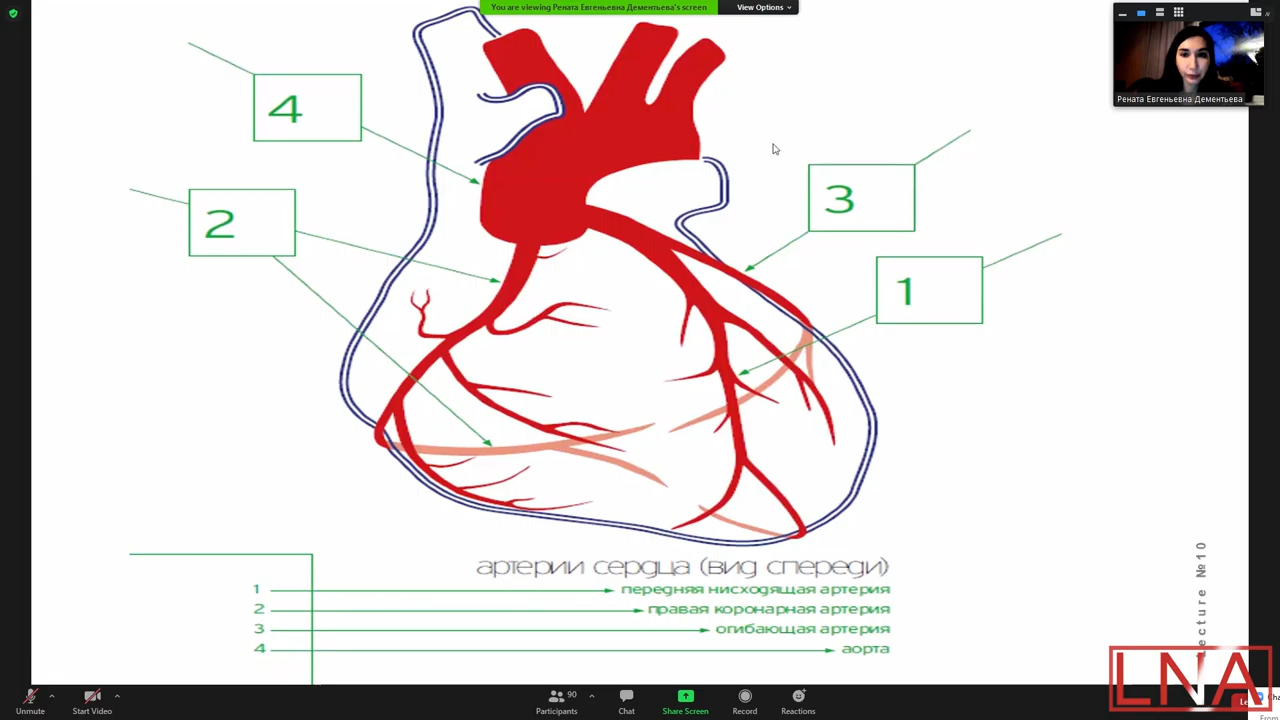 You are viewing Рената Евгеньевна Дементьева's screen
View Options
Рената Евгеньевна Дементьева
4
2
3
1
артерии сердца (вид спереди)
1 передняя нисходящая артерия
2 правая коронарная артерия
3 огибающая артерия
4 аорта
Lecture №10
LNA
Unmute
Start Video
90
Participants
Chat
Share Screen
Record
Reactions